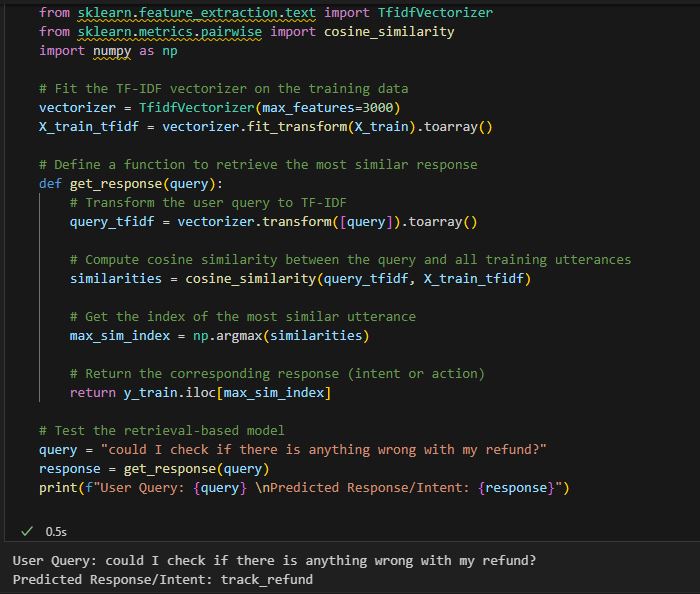 from sklearn.feature_extraction.text import TfidfVectorizer
from sklearn.metrics.pairwise import cosine_similarity
import numpy as np
# Fit the TF-IDF vectorizer on the training data
vectorizer = TfidfVectorizer(max_features=3000)
X_train_tfidf = vectorizer.fit_transform(X_train).toarray()
# Define a function to retrieve the most similar response
def get_response(query):
# Transform the user query to TF-IDF
query_tfidf = vectorizer.transform([query]).toarray()
# Compute cosine similarity between the query and all training utterances
similarities = cosine_similarity(query_tfidf, X_train_tfidf)
# Get the index of the most similar utterance
max_sim_index = np.argmax(similarities)
# Return the corresponding response (intent or action)
return y_train.iloc[max_sim_index]
# Test the retrieval-based model
query = "could I check if there is anything wrong with my refund?"
response = get_response(query)
print(f"User Query: {query} \nPredicted Response/Intent: {response}")
0.5s
User Query: could I check if there is anything wrong with my refund?
Predicted Response/Intent: track_refund